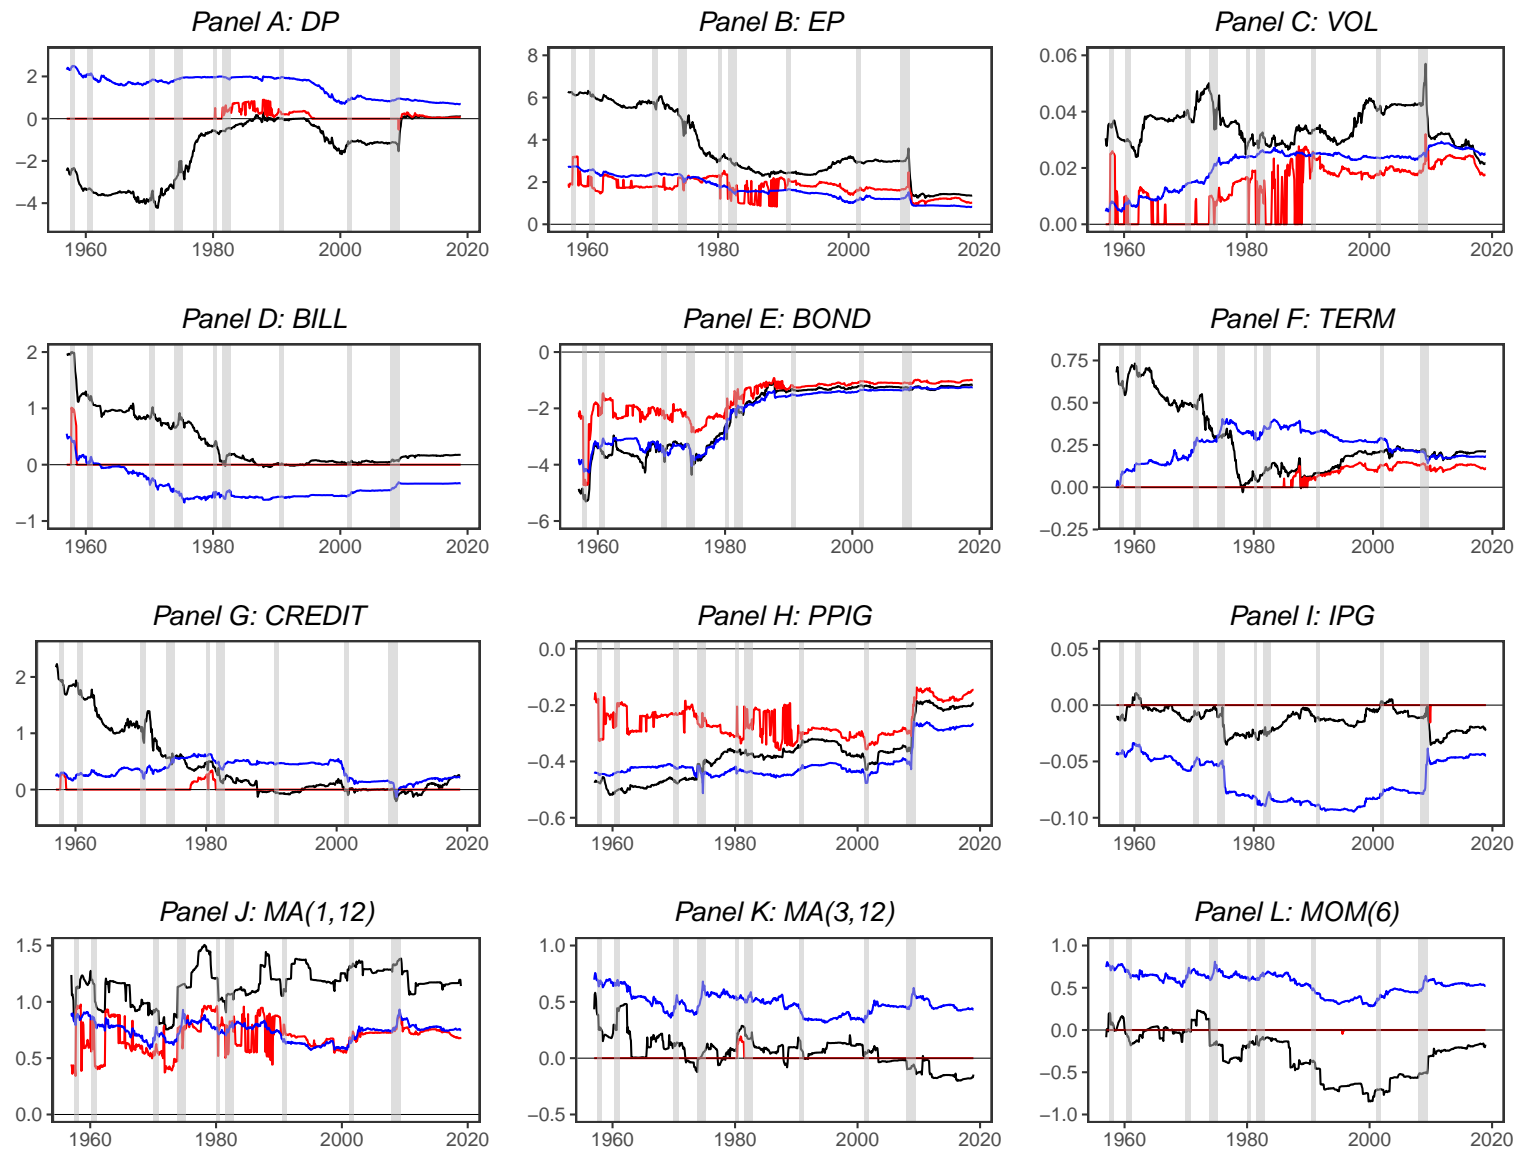 Panel A: DP
Panel B: EP
Panel C: VOL
2
0
−2
−4
1960 1980 2000 2020
8
6
4
2
0
1960 1980 2000 2020
0.06
0.04
0.02
0.00
1960 1980 2000 2020
Panel D: BILL
Panel E: BOND
Panel F: TERM
2
1
0
−1
1960 1980 2000 2020
0
−2
−4
−6
1960 1980 2000 2020
0.75
0.50
0.25
0.00
−0.25
1960 1980 2000 2020
Panel G: CREDIT
Panel H: PPIG
Panel I: IPG
2
1
0
1960 1980 2000 2020
0.0
−0.2
−0.4
−0.6
1960 1980 2000 2020
0.05
0.00
−0.05
−0.10
1960 1980 2000 2020
Panel J: MA(1,12)
Panel K: MA(3,12)
Panel L: MOM(6)
1.5
1.0
0.5
0.0
1960 1980 2000 2020
1.0
0.5
0.0
−0.5
1960 1980 2000 2020
1.0
0.5
0.0
−0.5
−1.0
1960 1980 2000 2020